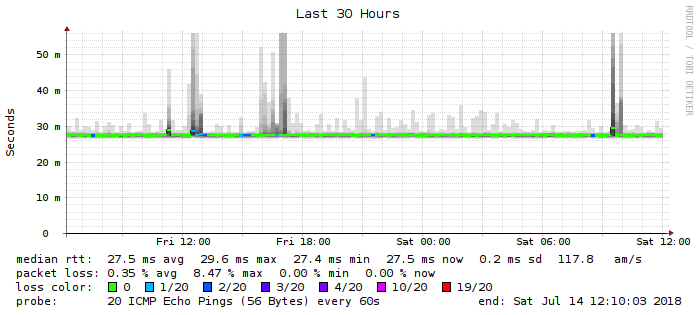 Last 30 Hours
RRDTOOL / TOBI OETIKER
Seconds
50 m
40 m
30 m
20 m
10 m
0
Fri 12:00 Fri 18:00 Sat 00:00 Sat 06:00 Sat 12:00
median rtt: 27.5 ms avg 29.6 ms max 27.4 ms min 27.5 ms now 0.2 ms sd 117.8 am/s
packet loss: 0.35 % avg 8.47 % max 0.00 % min 0.00 % now
loss color: 0 1/20 2/20 3/20 4/20 10/20 19/20
probe: 20 ICMP Echo Pings (56 Bytes) every 60s end: Sat Jul 14 12:10:03 2018